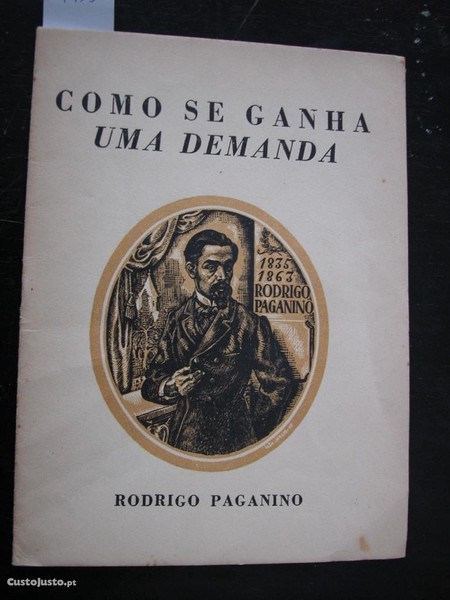 COMO SE GANHA
UMA DEMANDA
1835
1863
RODRIGO
PAGANINO
RODRIGO PAGANINO
CustoJusto.pt